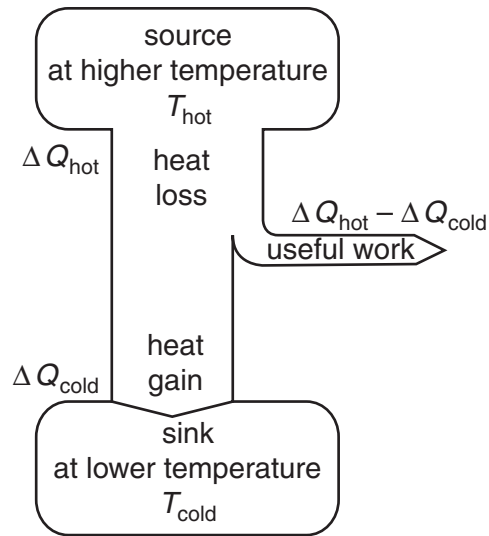 source
at higher temperature
T_hot
ΔQ_hot
heat
loss
ΔQ_hot – ΔQ_cold
useful work
heat
gain
ΔQ_cold
sink
at lower temperature
T_cold